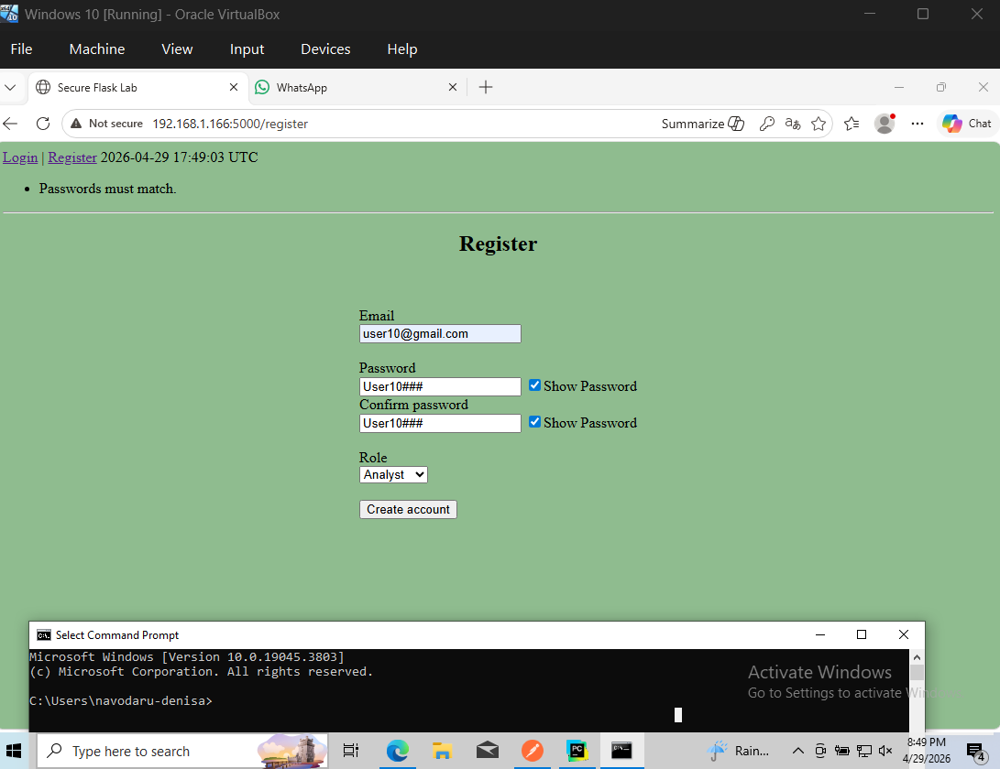 Windows 10 [Running] - Oracle VirtualBox
File Machine View Input Devices Help
Secure Flask Lab
WhatsApp
Not secure 192.168.1.166:5000/register
Summarize
Chat
Login | Register 2026-04-29 17:49:03 UTC
• Passwords must match.
Register
Email
user10@gmail.com
Password
User10### Show Password
Confirm password
User10### Show Password
Role
Analyst
Create account
Select Command Prompt
Microsoft Windows [Version 10.0.19045.3803]
(c) Microsoft Corporation. All rights reserved.
C:\Users\navodaru-denisa>
Activate Windows
Go to Settings to activate Windows.
Type here to search
PC
Rain...
8:49 PM
4/29/2026
4